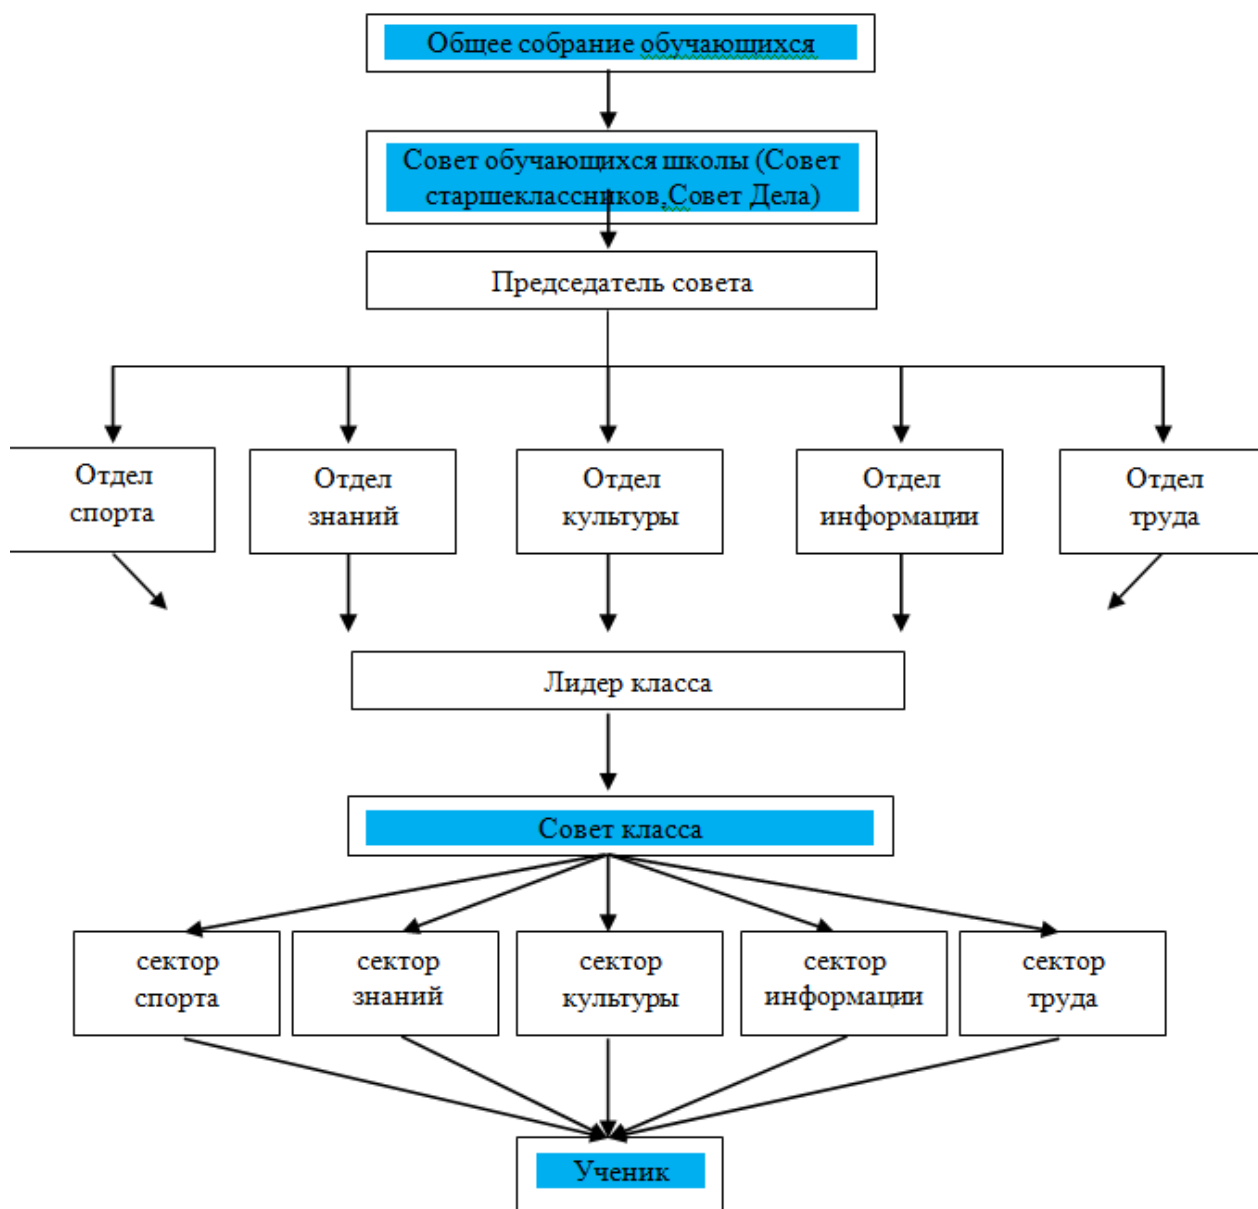 Общее собрание обучающихся
Совет обучающихся школы (Совет
старшеклассников,Совет Дела)
Председатель совета
Отдел
спорта
Отдел
знаний
Отдел
культуры
Отдел
информации
Отдел
труда
Лидер класса
Совет класса
сектор
спорта
сектор
знаний
сектор
культуры
сектор
информации
сектор
труда
Ученик